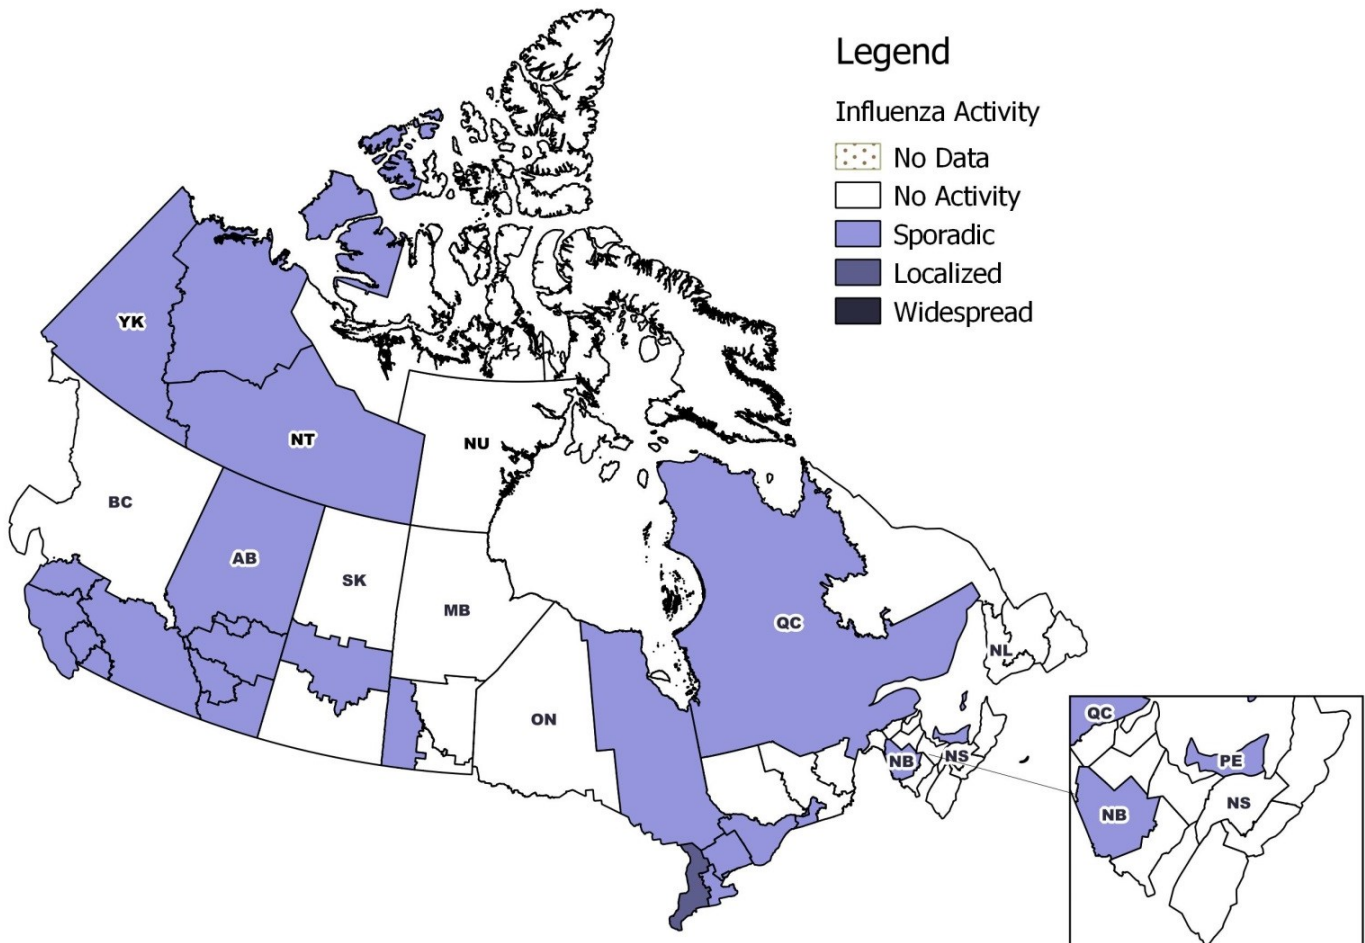 Legend
Influenza Activity
No Data
No Activity
Sporadic
Localized
Widespread
YK
NT
NU
BC
AB
SK
MB
QC
ON
NL
NB
NS
QC
PE
NB
NS